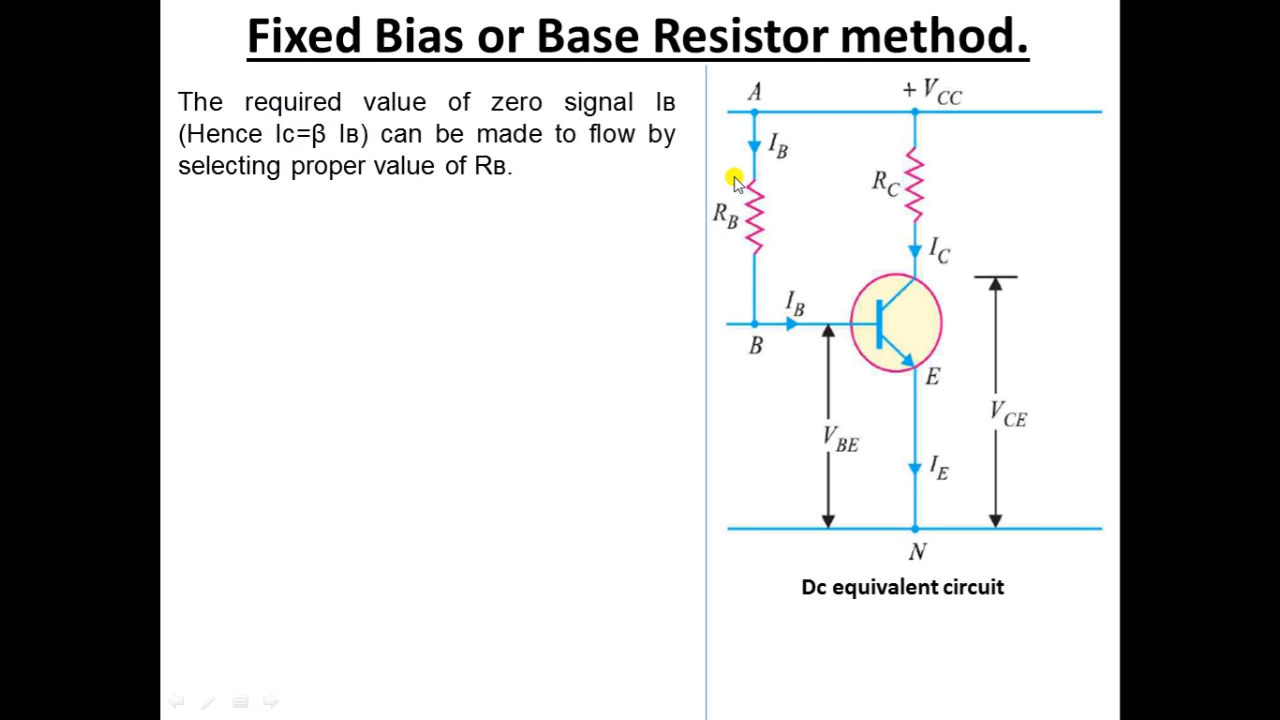 Fixed Bias or Base Resistor method.
The required value of zero signal IB
(Hence IC=β IB) can be made to flow by
selecting proper value of RB.
A
+ VCC
IB
RC
RB
IC
IB
B
E
VCE
VBE
IE
N
Dc equivalent circuit